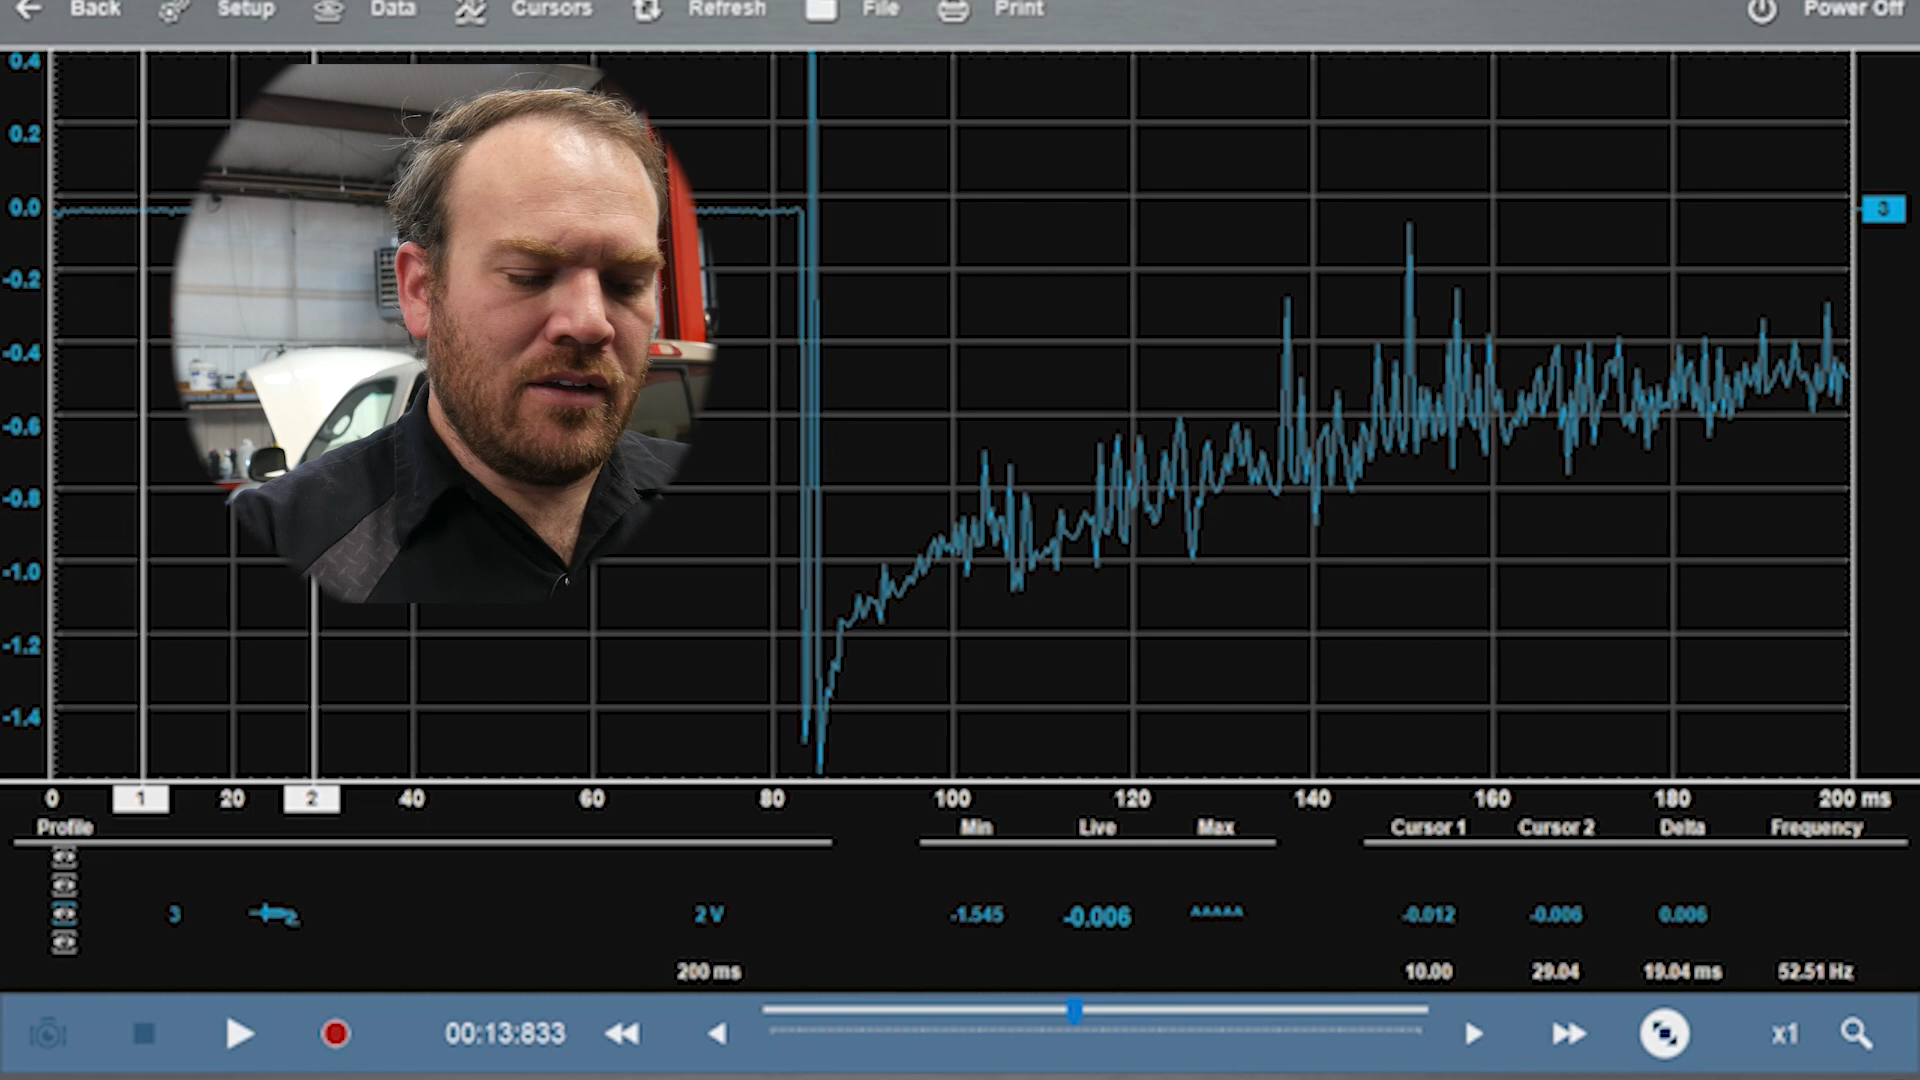 Back Setup Data Cursors Refresh File Print Power Off
0.4
0.2
0.0
3
-0.2
-0.4
-0.6
-0.8
-1.0
-1.2
-1.4
0 1 20 2 40 60 80 100 120 140 160 180 200 ms
Profile Min Live Max Cursor 1 Cursor 2 Delta Frequency
3 2 V -1.545 -0.006 ^^^^^ -0.012 -0.006 0.006
200 ms 10.00 29.04 19.04 ms 52.51 Hz
00:13:833 x1